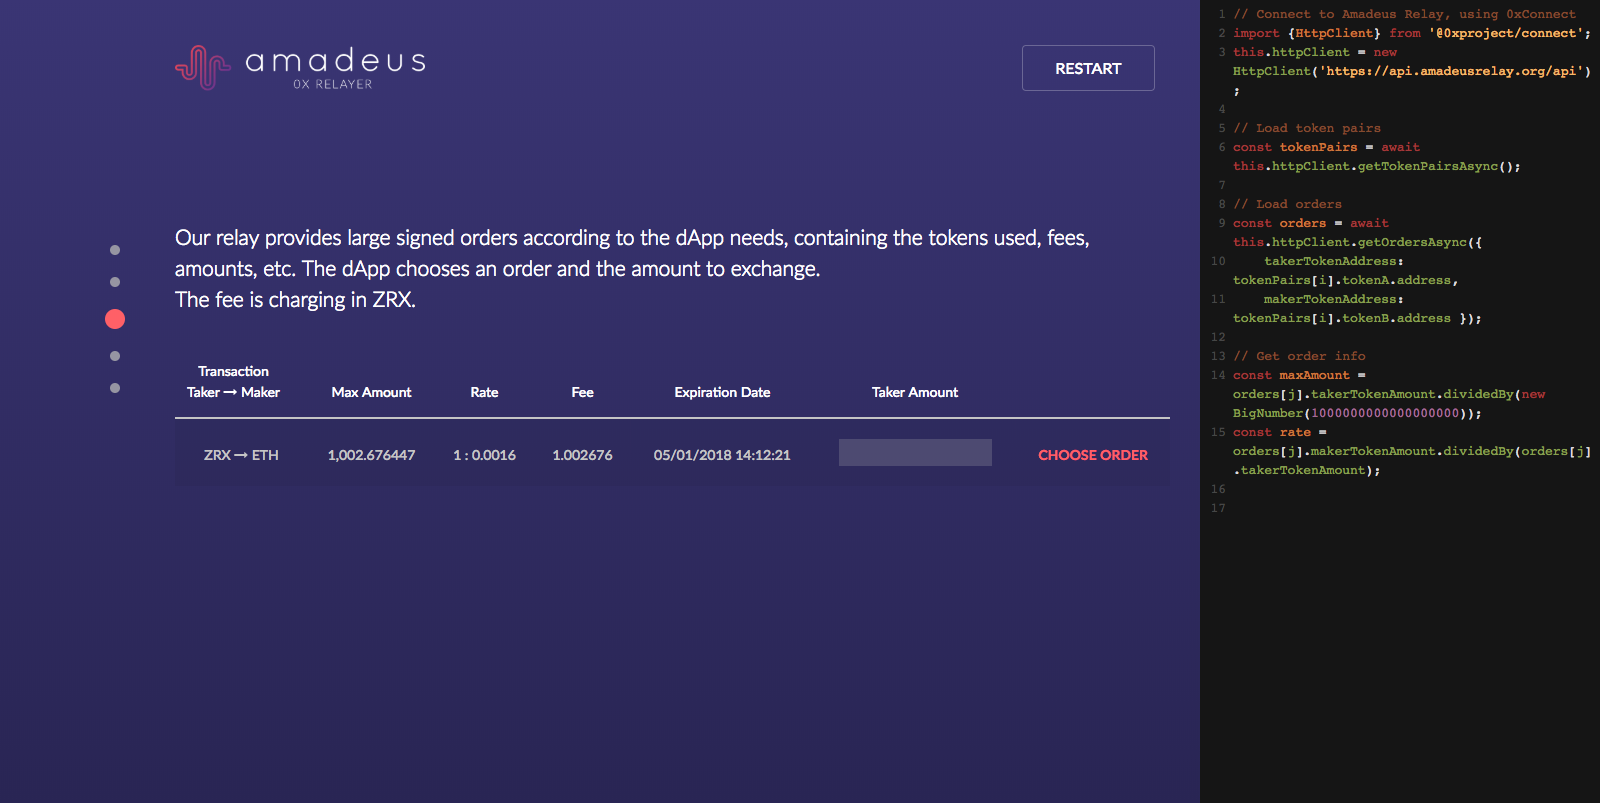 amadeus
0X RELAYER
RESTART
Our relay provides large signed orders according to the dApp needs, containing the tokens used, fees,
amounts, etc. The dApp chooses an order and the amount to exchange.
The fee is charging in ZRX.
Transaction
Taker → Maker Max Amount Rate Fee Expiration Date Taker Amount
ZRX → ETH 1,002.676447 1 : 0.0016 1.002676 05/01/2018 14:12:21 CHOOSE ORDER
1 // Connect to Amadeus Relay, using 0xConnect
2 import {HttpClient} from '@0xproject/connect';
3 this.httpClient = new
HttpClient('https://api.amadeusrelay.org/api')
;
4
5 // Load token pairs
6 const tokenPairs = await
this.httpClient.getTokenPairsAsync();
7
8 // Load orders
9 const orders = await
this.httpClient.getOrdersAsync({
10 takerTokenAddress:
tokenPairs[i].tokenA.address,
11 makerTokenAddress:
tokenPairs[i].tokenB.address });
12
13 // Get order info
14 const maxAmount =
orders[j].takerTokenAmount.dividedBy(new
BigNumber(1000000000000000000));
15 const rate =
orders[j].makerTokenAmount.dividedBy(orders[j]
.takerTokenAmount);
16
17